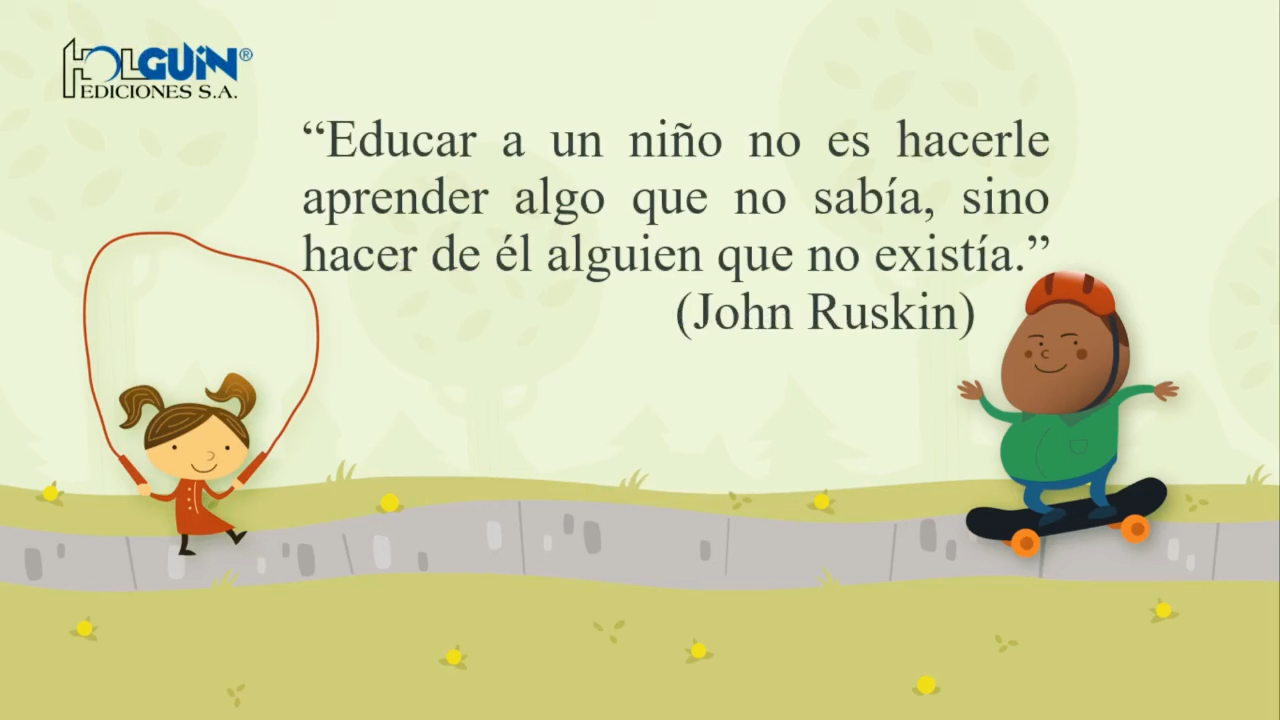 HOLGUIN®
EDICIONES S.A.
“Educar a un niño no es hacerle
aprender algo que no sabía, sino
hacer de él alguien que no existía.”
(John Ruskin)